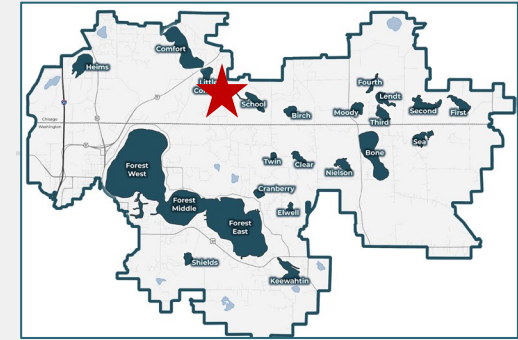 Comfort
Heims
Little
School
Birch
Moody
Fourth
Lendt
Third
Second
First
Sea
Bone
Chisago
Washington
Forest
West
Twin
Clear
Nielson
Cranberry
Forest
Middle
Elwell
Forest
East
Shields
Keewahtin